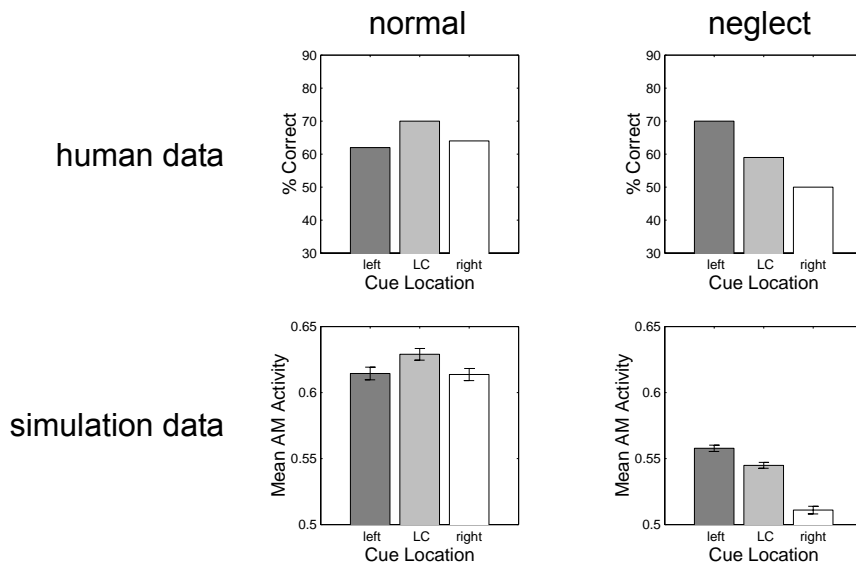 normal
neglect
human data
90
80
70
60
50
40
30
% Correct
left LC right
Cue Location
90
80
70
60
50
40
30
% Correct
left LC right
Cue Location
simulation data
0.65
0.6
0.55
0.5
Mean AM Activity
left LC right
Cue Location
0.65
0.6
0.55
0.5
Mean AM Activity
left LC right
Cue Location